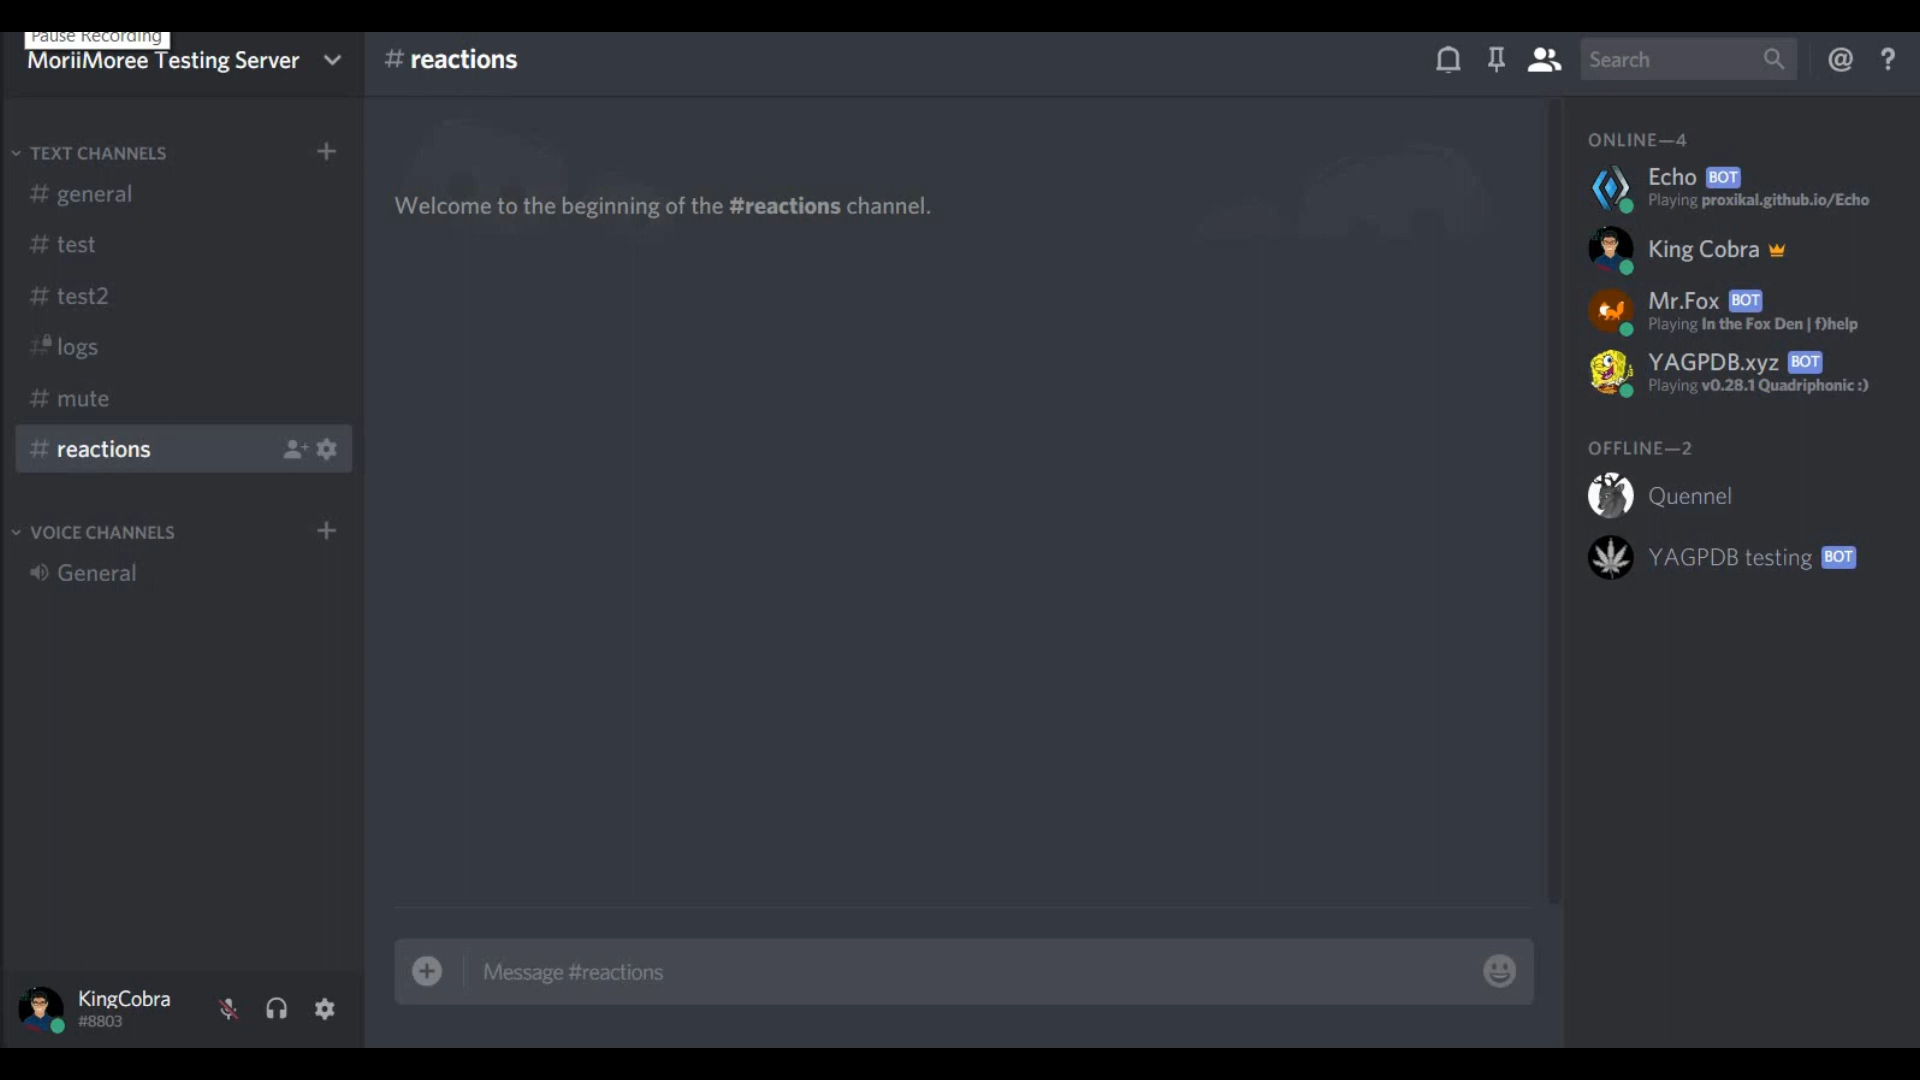 Pause Recording
MoriiMoree Testing Server
TEXT CHANNELS
# general
# test
# test2
# logs
# mute
# reactions
VOICE CHANNELS
General
KingCobra
#8803
# reactions
Search
@ ?
Welcome to the beginning of the #reactions channel.
Message #reactions
ONLINE—4
Echo BOT
Playing proxikal.github.io/Echo
King Cobra
Mr.Fox BOT
Playing In the Fox Den | f)help
YAGPDB.xyz BOT
Playing v0.28.1 Quadriphonic :)
OFFLINE—2
Quennel
YAGPDB testing BOT